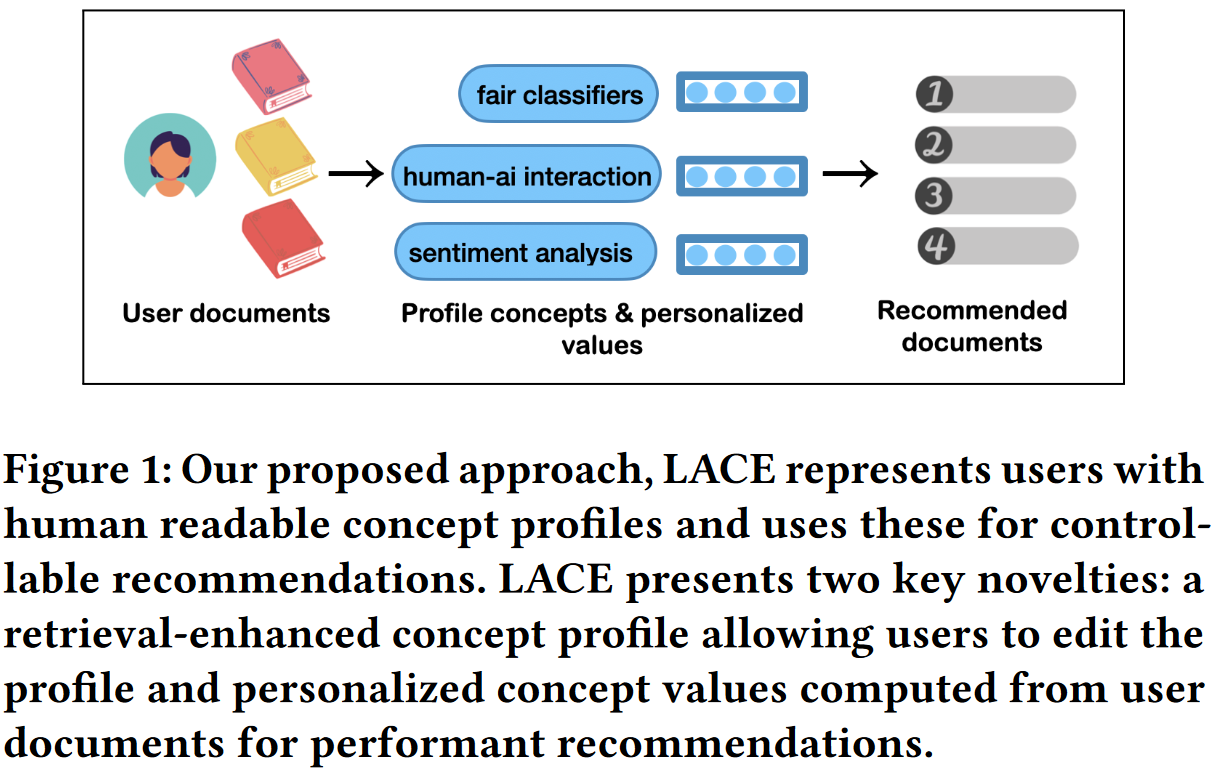 fair classifiers
human-ai interaction
sentiment analysis
1
2
3
4
User documents
Profile concepts & personalized
values
Recommended
documents
Figure 1: Our proposed approach, LACE represents users with
human readable concept profiles and uses these for control-
lable recommendations. LACE presents two key novelties: a
retrieval-enhanced concept profile allowing users to edit the
profile and personalized concept values computed from user
documents for performant recommendations.